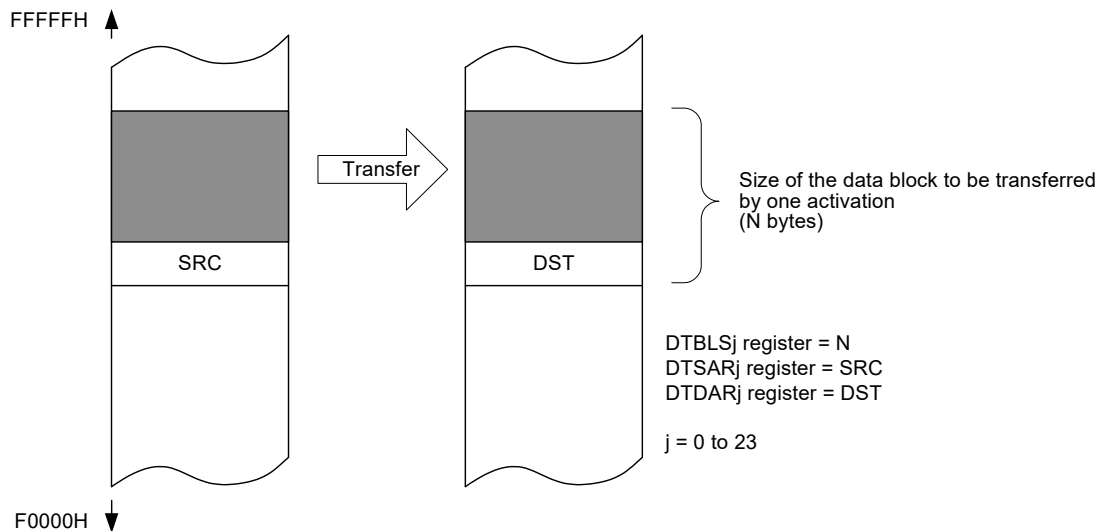 FFFFFH
Transfer
Size of the data block to be transferred
by one activation
(N bytes)
SRC
DST
DTBLSj register = N
DTSARj register = SRC
DTDARj register = DST
j = 0 to 23
F0000H